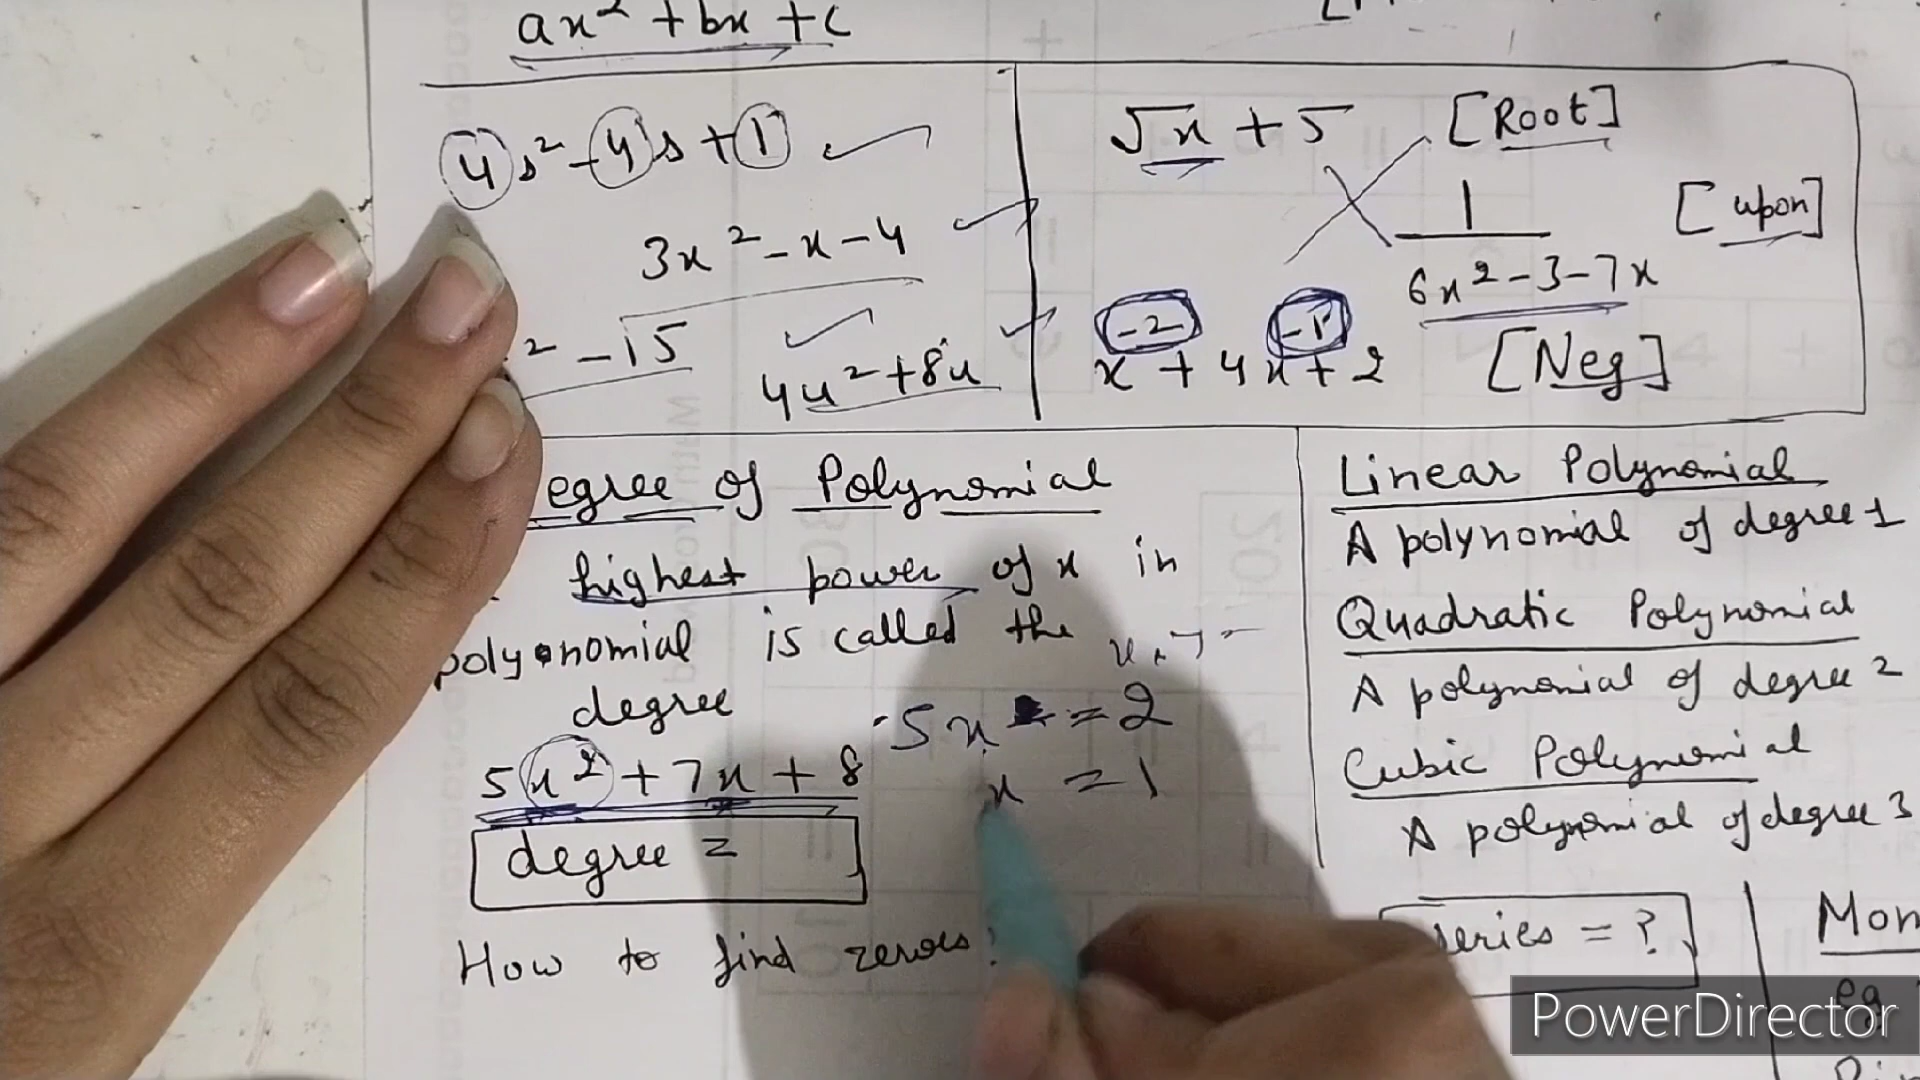 ax² + bx + c
4s² - 4s + 1
3x² - x - 4
² - 15
4u² + 8u
√x + 5 [Root]
1 [upon]
6x² - 3 - 7x
x⁻² + 4x⁻¹ + 2 [Neg]
egree of Polynomial
highest power of x in
polynomial is called the
degree
5x² + 7x + 8
degree =
How to find zeroes?
5x = 2
x = 1
Linear Polynomial
A polynomial of degree 1
Quadratic Polynomial
A polynomial of degree 2
Cubic Polynomial
A polynomial of degree 3
series = ?
Mon
eg
PowerDirector